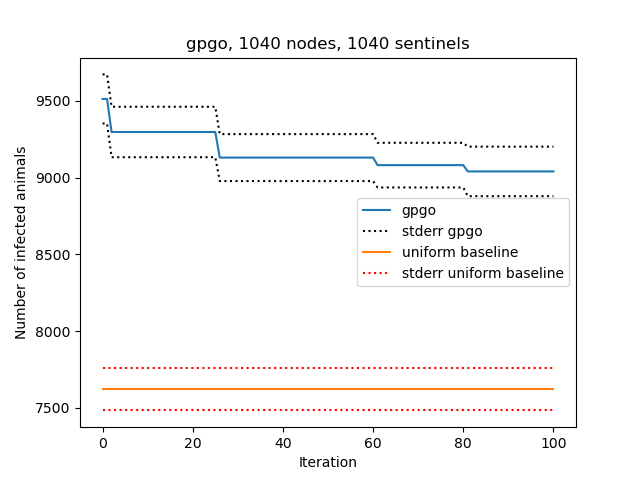 gpgo, 1040 nodes, 1040 sentinels
Number of infected animals
9500
9000
8500
8000
7500
gpgo
stderr gpgo
uniform baseline
stderr uniform baseline
0 20 40 60 80 100
Iteration